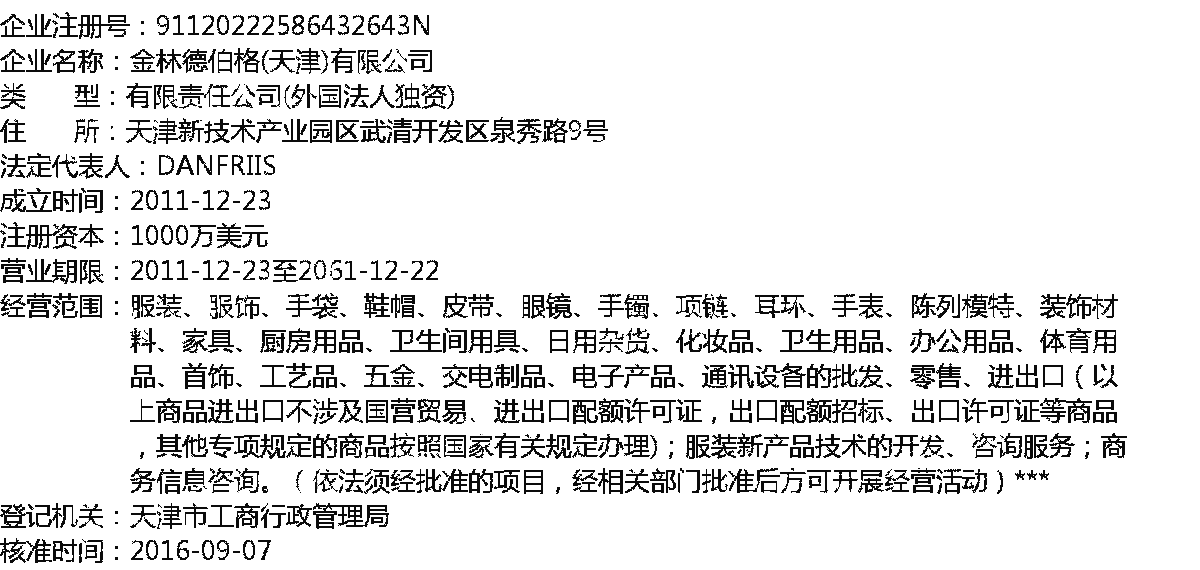 企业注册号：91120222586432643N
企业名称：金林德伯格(天津)有限公司
类　　型：有限责任公司(外国法人独资)
住　　所：天津新技术产业园区武清开发区泉秀路9号
法定代表人：DANFRIIS
成立时间：2011-12-23
注册资本：1000万美元
营业期限：2011-12-23至2061-12-22
经营范围：服装、服饰、手袋、鞋帽、皮带、眼镜、手镯、项链、耳环、手表、陈列模特、装饰材
料、家具、厨房用品、卫生间用具、日用杂货、化妆品、卫生用品、办公用品、体育用
品、首饰、工艺品、五金、交电制品、电子产品、通讯设备的批发、零售、进出口（以
上商品进出口不涉及国营贸易、进出口配额许可证，出口配额招标、出口许可证等商品
，其他专项规定的商品按照国家有关规定办理)；服装新产品技术的开发、咨询服务；商
务信息咨询。（依法须经批准的项目，经相关部门批准后方可开展经营活动）***
登记机关：天津市工商行政管理局
核准时间：2016-09-07